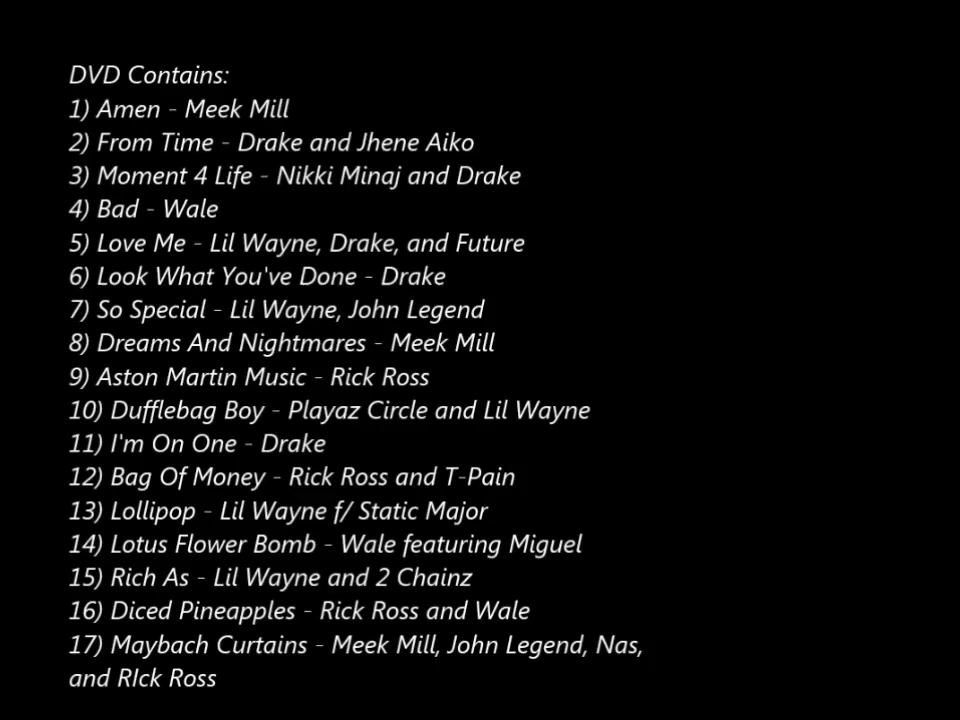 DVD Contains:
1) Amen - Meek Mill
2) From Time - Drake and Jhene Aiko
3) Moment 4 Life - Nikki Minaj and Drake
4) Bad - Wale
5) Love Me - Lil Wayne, Drake, and Future
6) Look What You've Done - Drake
7) So Special - Lil Wayne, John Legend
8) Dreams And Nightmares - Meek Mill
9) Aston Martin Music - Rick Ross
10) Dufflebag Boy - Playaz Circle and Lil Wayne
11) I'm On One - Drake
12) Bag Of Money - Rick Ross and T-Pain
13) Lollipop - Lil Wayne f/ Static Major
14) Lotus Flower Bomb - Wale featuring Miguel
15) Rich As - Lil Wayne and 2 Chainz
16) Diced Pineapples - Rick Ross and Wale
17) Maybach Curtains - Meek Mill, John Legend, Nas,
and RIck Ross